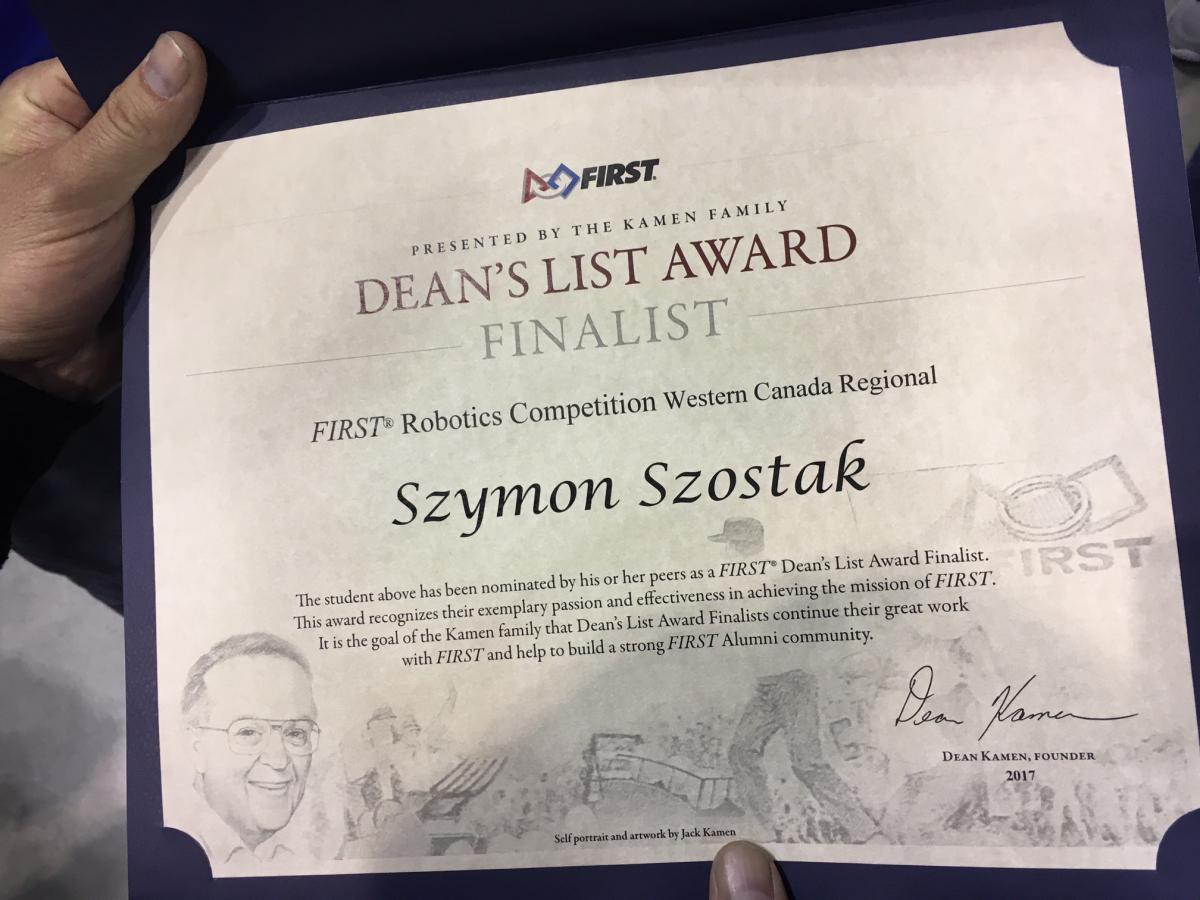 FIRST
PRESENTED BY THE KAMEN FAMILY
DEAN'S LIST AWARD
FINALIST
FIRST® Robotics Competition Western Canada Regional
Szymon Szostak
FIRST
The student above has been nominated by his or her peers as a FIRST® Dean's List Award Finalist.
This award recognizes their exemplary passion and effectiveness in achieving the mission of FIRST.
It is the goal of the Kamen family that Dean's List Award Finalists continue their great work
with FIRST and help to build a strong FIRST Alumni community.
Dean Kamen
DEAN KAMEN, FOUNDER
2017
Self portrait and artwork by Jack Kamen